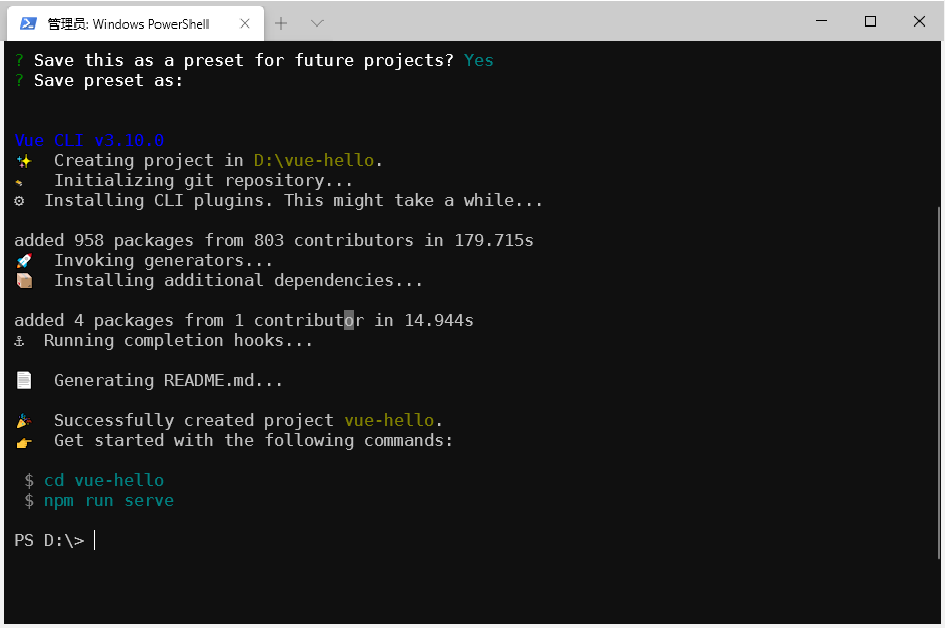 管理员: Windows PowerShell
? Save this as a preset for future projects? Yes
? Save preset as:
Vue CLI v3.10.0
✨  Creating project in D:\vue-hello.
Initializing git repository...
⚙  Installing CLI plugins. This might take a while...
added 958 packages from 803 contributors in 179.715s
🚀  Invoking generators...
📦  Installing additional dependencies...
added 4 packages from 1 contributor in 14.944s
⚓  Running completion hooks...
📄  Generating README.md...
🎉  Successfully created project vue-hello.
👉  Get started with the following commands:
$ cd vue-hello
$ npm run serve
PS D:\>